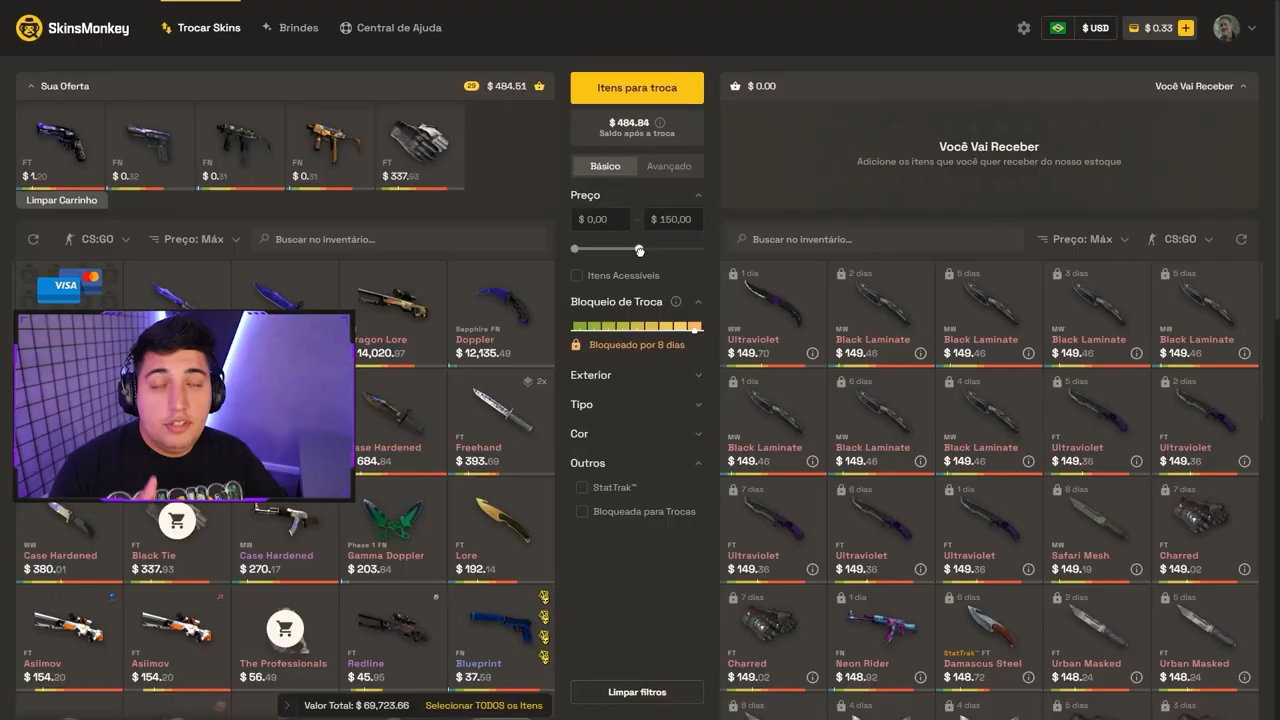 SkinsMonkey
Trocar Skins
Brindes
Central de Ajuda
$ USD
$ 0.33
Sua Oferta
29
$ 484.51
FT
$ 1.20
FN
$ 0.32
FN
$ 0.31
FN
$ 0.31
FT
$ 337.93
Limpar Carrinho
CS:GO
Preço: Máx
Buscar no inventário...
VISA
Dragon Lore
$ 14,020.97
Sapphire FN
Doppler
$ 12,135.49
Case Hardened
684.84
2x
FT
Freehand
$ 393.69
WW
Case Hardened
$ 380.01
FT
Black Tie
$ 337.93
MW
Case Hardened
$ 270.17
Phase 1 FN
Gamma Doppler
$ 203.84
FT
Lore
$ 192.14
FT
Asiimov
$ 154.20
FT
Asiimov
$ 154.20
The Professionals
$ 56.49
FT
Redline
$ 45.95
FN
Blueprint
$ 37.59
Valor Total: $ 69,723.66
Selecionar TODOS os Itens
Itens para troca
$ 484.84
Saldo após a troca
Básico
Avançado
Preço
$ 0,00
-
$ 150,00
Itens Acessíveis
Bloqueio de Troca
Bloqueado por 8 dias
Exterior
Tipo
Cor
Outros
StatTrak™
Bloqueada para Trocas
Limpar filtros
$ 0.00
Você Vai Receber
Você Vai Receber
Adicione os itens que você quer receber do nosso estoque
Buscar no inventário...
Preço: Máx
CS:GO
1 dia
MW
Ultraviolet
$ 149.70
2 dias
MW
Black Laminate
$ 149.46
5 dias
MW
Black Laminate
$ 149.46
3 dias
MW
Black Laminate
$ 149.46
5 dias
MW
Black Laminate
$ 149.46
1 dia
MW
Black Laminate
$ 149.46
6 dias
MW
Black Laminate
$ 149.46
4 dias
MW
Black Laminate
$ 149.46
5 dias
FT
Ultraviolet
$ 149.36
2 dias
FT
Ultraviolet
$ 149.36
7 dias
FT
Ultraviolet
$ 149.36
6 dias
FT
Ultraviolet
$ 149.36
1 dia
FT
Ultraviolet
$ 149.36
8 dias
MW
Safari Mesh
$ 149.19
7 dias
FT
Charred
$ 149.02
7 dias
FT
Charred
$ 149.02
1 dia
FN
Neon Rider
$ 148.92
6 dias
StatTrak™ FT
Damascus Steel
$ 148.72
2 dias
FT
Urban Masked
$ 148.24
5 dias
FT
Urban Masked
$ 148.24
8 dias
7 dias
5 dias
4 dias
2 dias